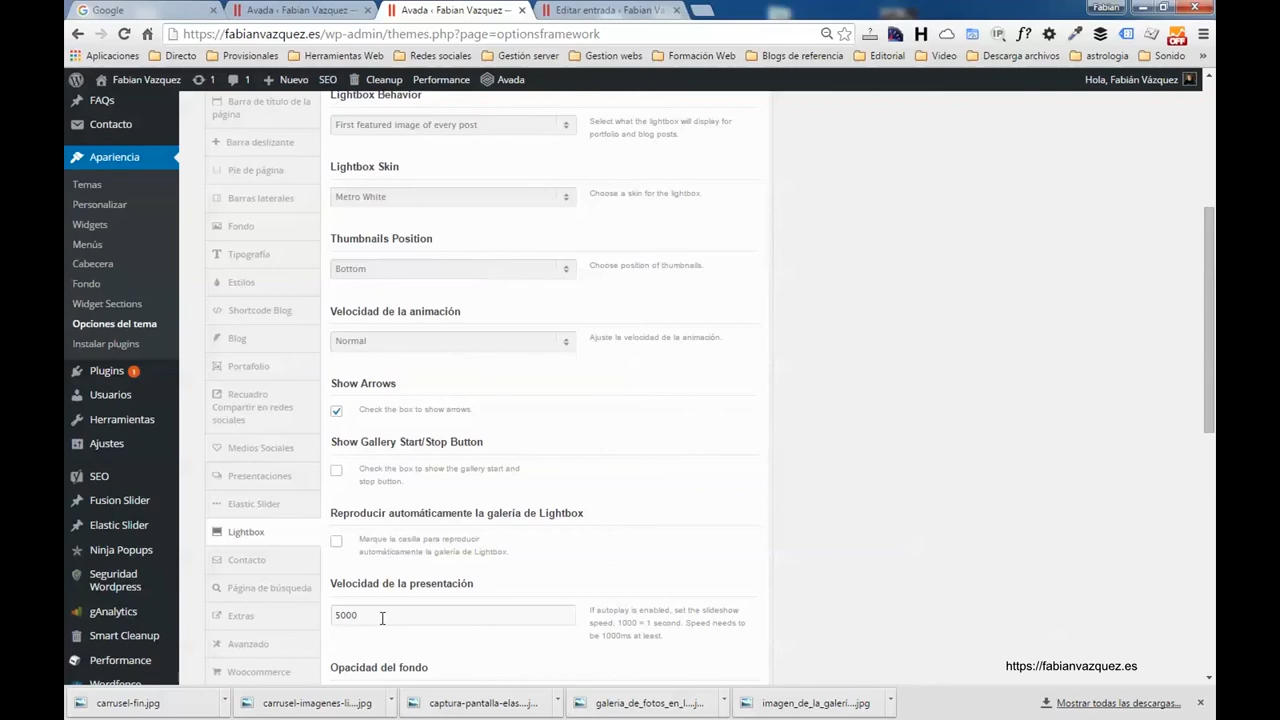 Google
Avada ‹ Fabian Vazquez —
Avada ‹ Fabian Vazquez —
Editar entrada ‹ Fabian Va
Fabian
https://fabianvazquez.es/wp-admin/themes.php?page=optionsframework
Aplicaciones
Directo
Provisionales
Herramientas Web
Redes sociales
Gestión server
Gestion webs
Formación Web
Blogs de referencia
Editorial
Video
Descarga archivos
astrologia
Sonido
Fabian Vazquez
1
1
Nuevo
SEO
Cleanup
Performance
Avada
Hola, Fabián Vázquez
FAQs
Contacto
Apariencia
Temas
Personalizar
Widgets
Menús
Cabecera
Fondo
Widget Sections
Opciones del tema
Instalar plugins
Plugins 1
Usuarios
Herramientas
Ajustes
SEO
Fusion Slider
Elastic Slider
Ninja Popups
Seguridad
Wordpress
gAnalytics
Smart Cleanup
Performance
Wordfence
Barra de título de la
página
Barra deslizante
Pie de página
Barras laterales
Fondo
Tipografía
Estilos
Shortcode Blog
Blog
Portafolio
Recuadro
Compartir en redes
sociales
Medios Sociales
Presentaciones
Elastic Slider
Lightbox
Contacto
Página de búsqueda
Extras
Avanzado
Woocommerce
Lightbox Behavior
First featured image of every post
Select what the lightbox will display for
portfolio and blog posts.
Lightbox Skin
Metro White
Choose a skin for the lightbox.
Thumbnails Position
Bottom
Choose position of thumbnails.
Velocidad de la animación
Normal
Ajuste la velocidad de la animación.
Show Arrows
Check the box to show arrows.
Show Gallery Start/Stop Button
Check the box to show the gallery start and
stop button.
Reproducir automáticamente la galería de Lightbox
Marque la casilla para reproducir
automáticamente la galería de Lightbox.
Velocidad de la presentación
5000
If autoplay is enabled, set the slideshow
speed. 1000 = 1 second. Speed needs to
be 1000ms at least.
Opacidad del fondo
https://fabianvazquez.es
carrusel-fin.jpg
carrusel-imagenes-li....jpg
captura-pantalla-elas....j...
galeria_de_fotos_en_l....j...
imagen_de_la_galerí....jpg
Mostrar todas las descargas...